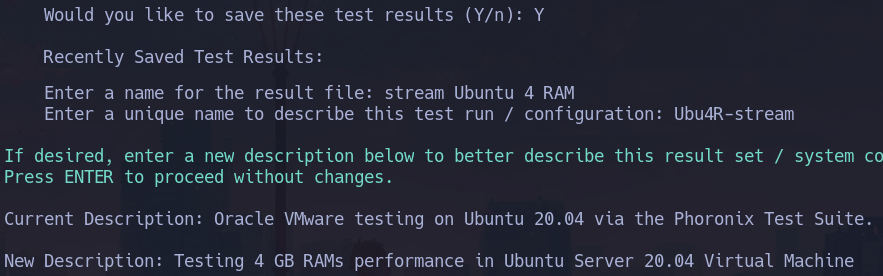 Would you like to save these test results (Y/n): Y
Recently Saved Test Results:
Enter a name for the result file: stream Ubuntu 4 RAM
Enter a unique name to describe this test run / configuration: Ubu4R-stream
If desired, enter a new description below to better describe this result set / system co
Press ENTER to proceed without changes.
Current Description: Oracle VMware testing on Ubuntu 20.04 via the Phoronix Test Suite.
New Description: Testing 4 GB RAMs performance in Ubuntu Server 20.04 Virtual Machine